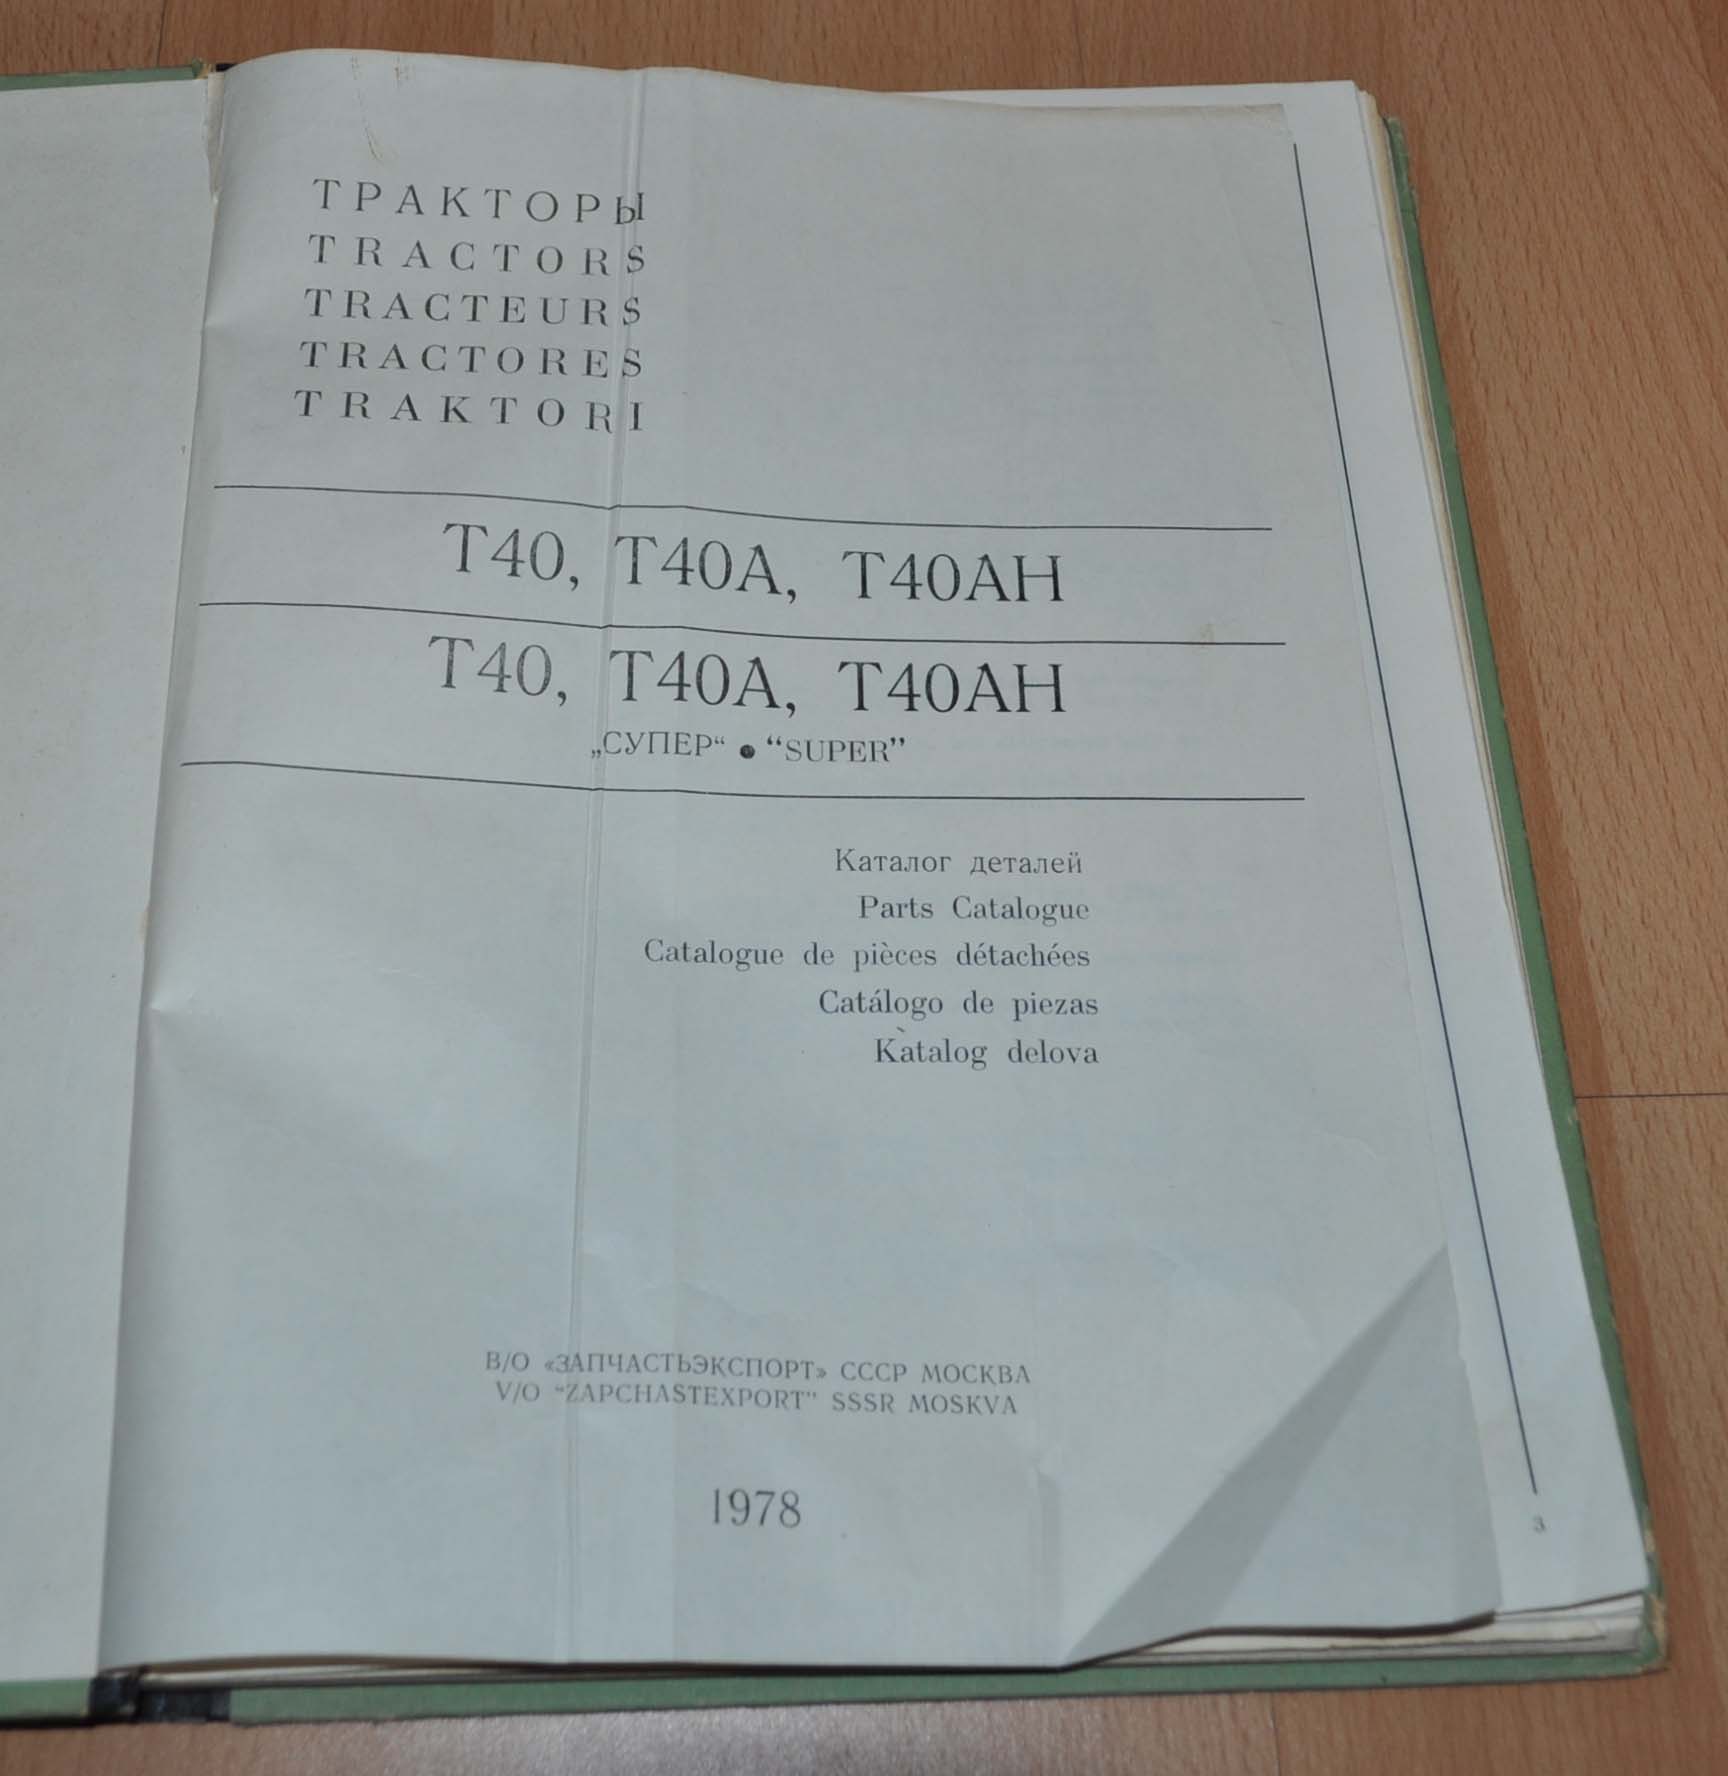 ТРАКТОРЫ
TRACTORS
TRACTEURS
TRACTORES
TRAKTORI
Т40, Т40А, Т40АН
Т40, Т40А, Т40АН
„СУПЕР“ ● “SUPER”
Каталог деталей
Parts Catalogue
Catalogue de pièces détachées
Catálogo de piezas
Katalog delova
В/О «ЗАПЧАСТЬЭКСПОРТ» СССР МОСКВА
V/O “ZAPCHASTEXPORT” SSSR MOSKVA
1978
3